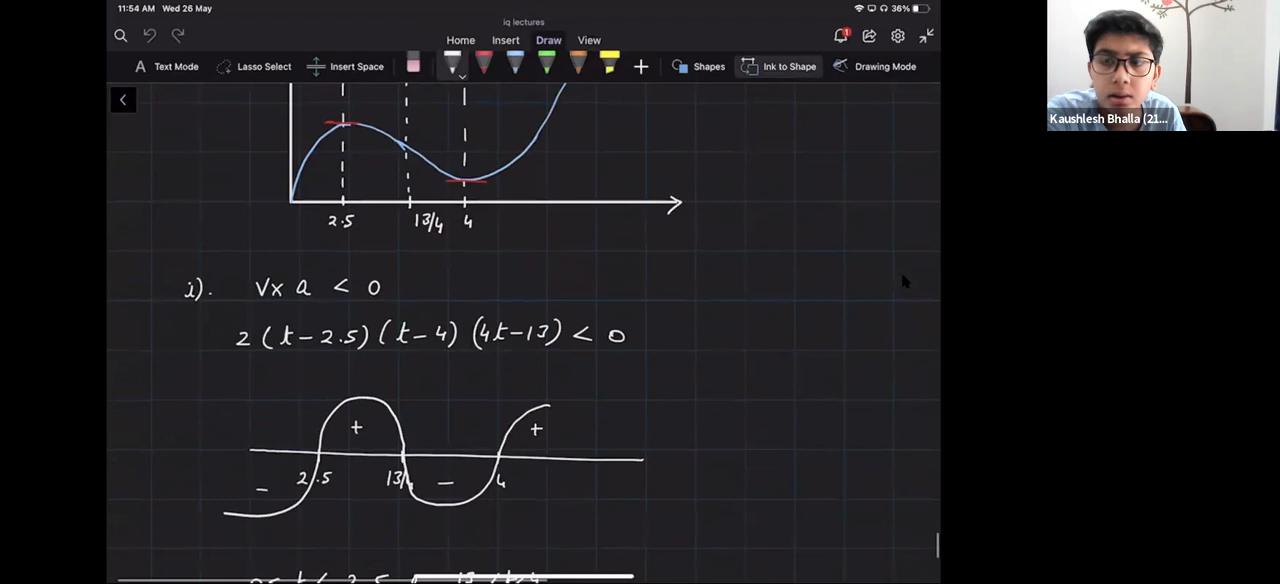 11:54 AM Wed 26 May
36%
iq lectures
Home Insert Draw View
1
A Text Mode Lasso Select Insert Space Shapes Ink to Shape Drawing Mode
Kaushlesh Bhalla (21...
2.5 13/4 4
i). V x a < 0
2 (t - 2.5) (t - 4) (4t - 13) < 0
+ +
- 2.5 13/4 - 4